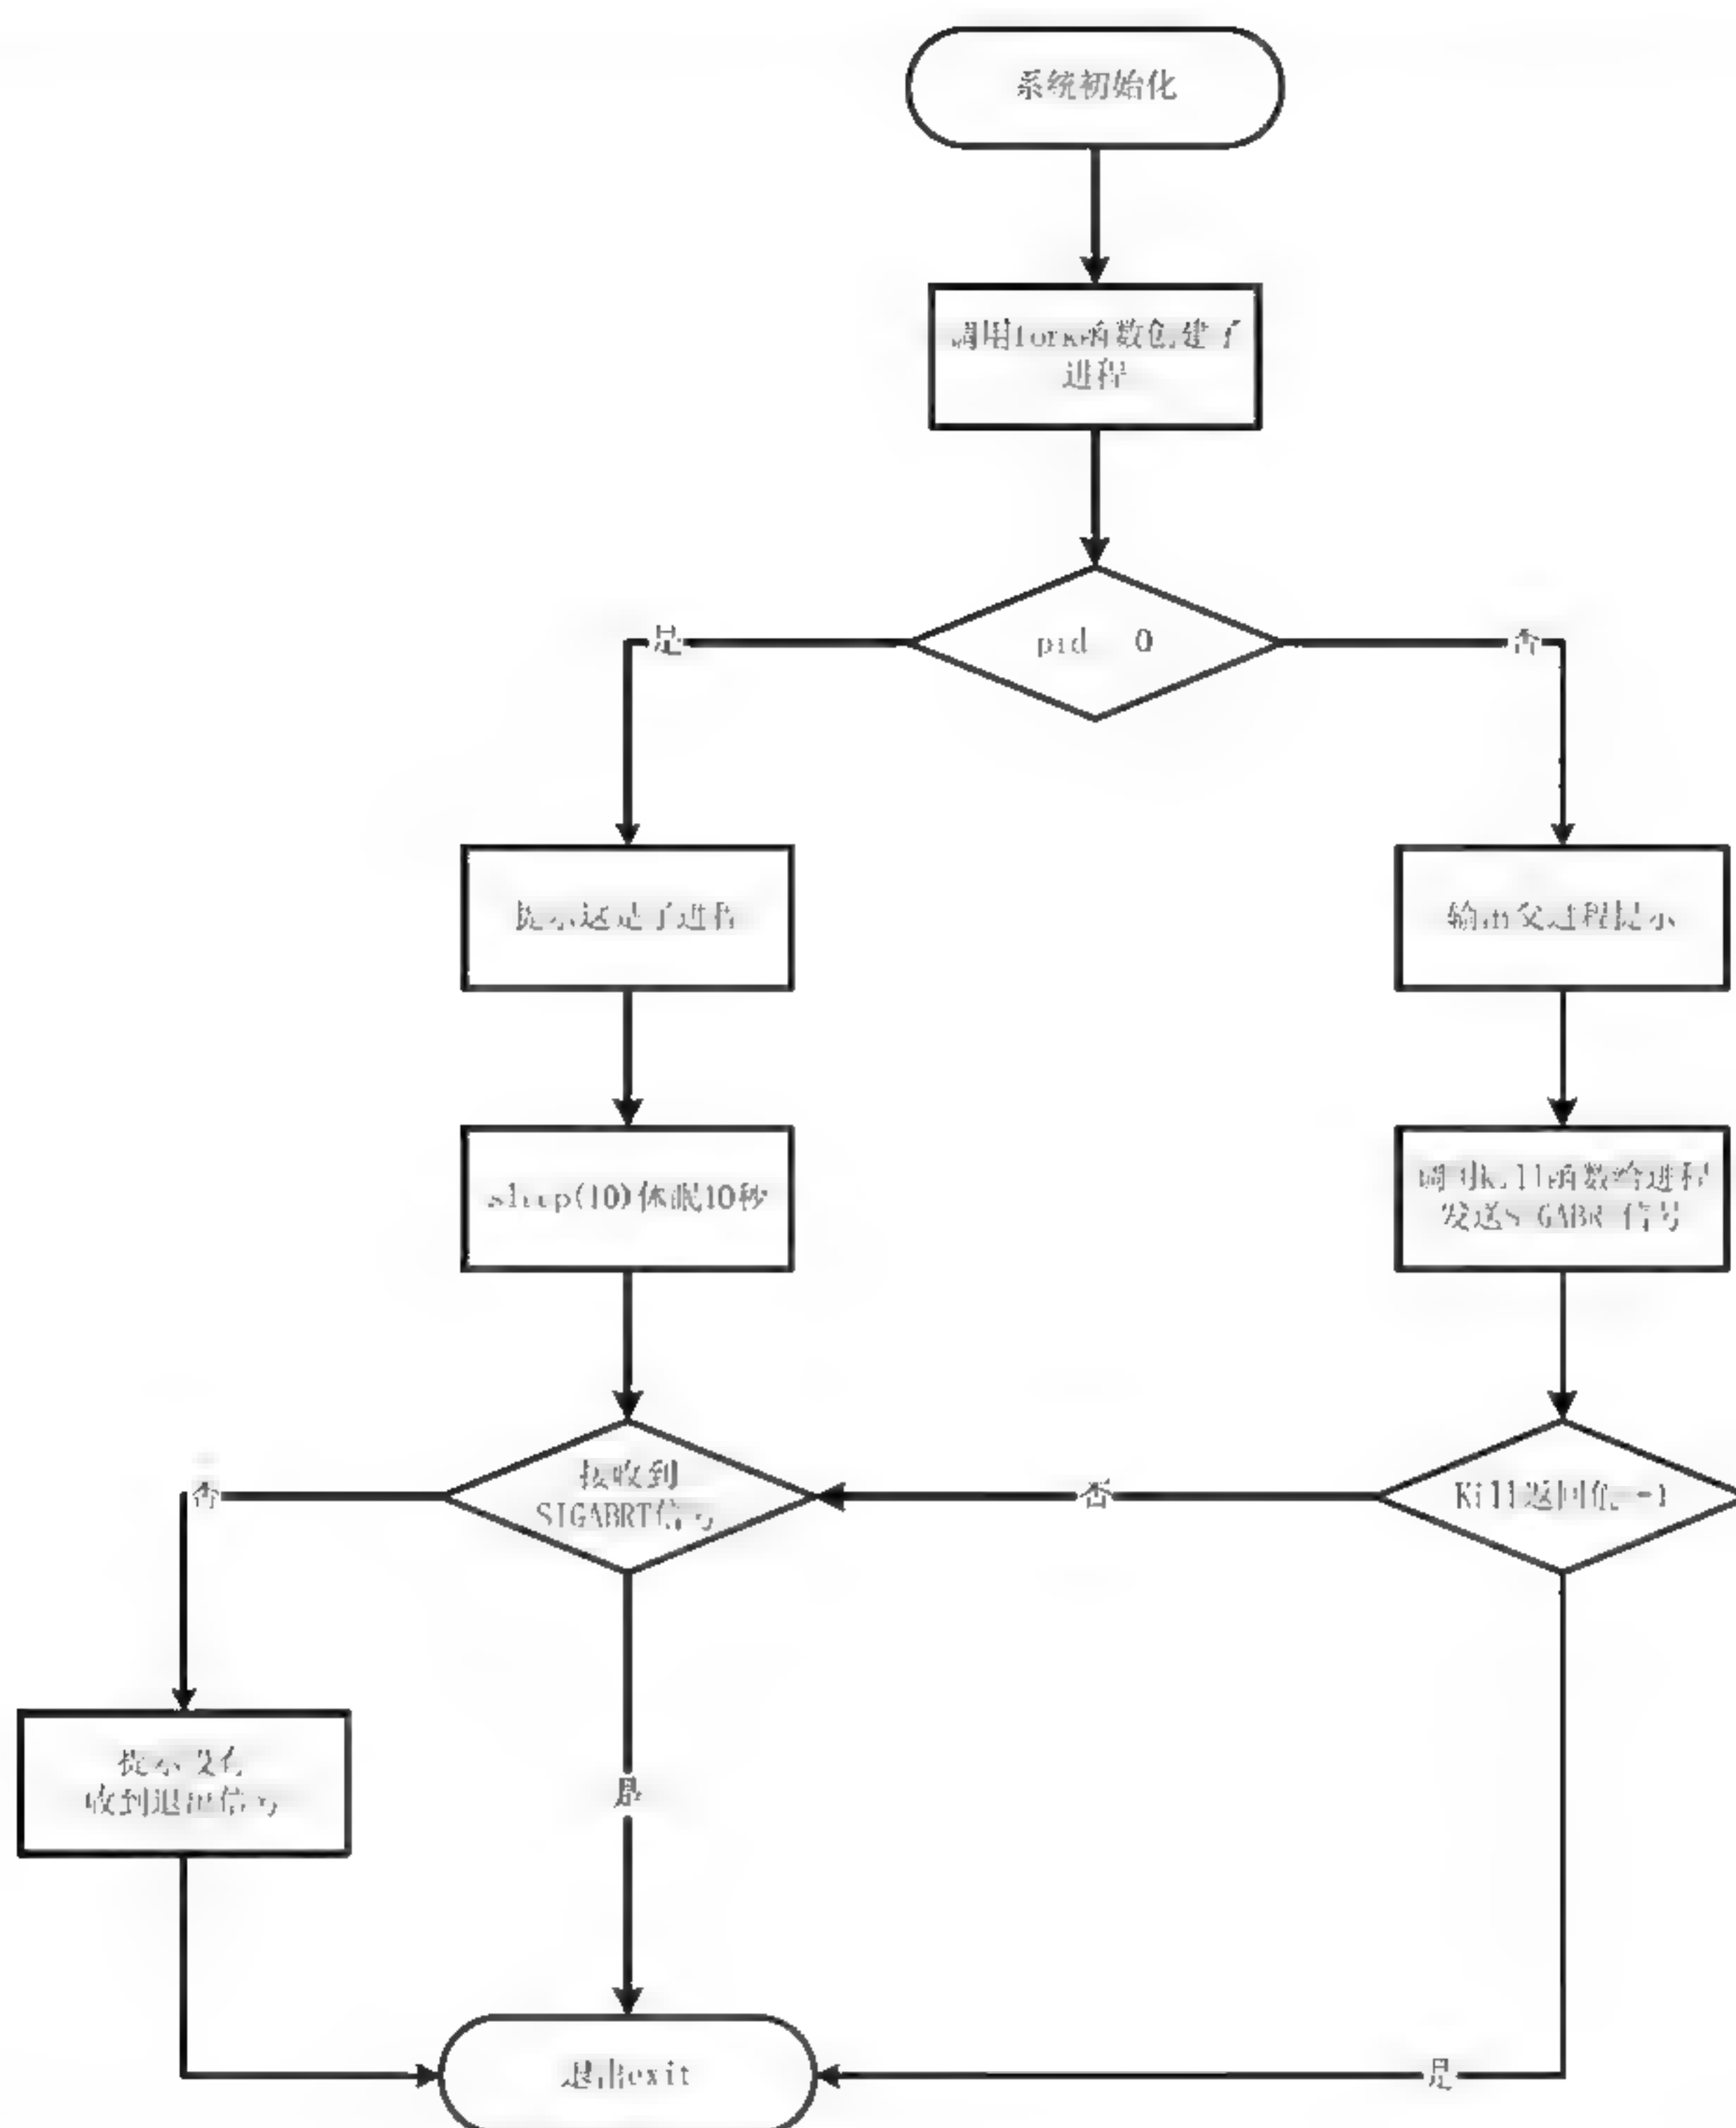 系统初始化
调用fork函数创建子
进程
pid 0
是
否
提示这是子进程
输出父进程提示
sleep(10)休眠10秒
调用kill函数给进程
发送SIGABRT信号
接收到
SIGABRT信号
否
否
Kill返回值
提示没有
收到退出信号
是
退出exit
是